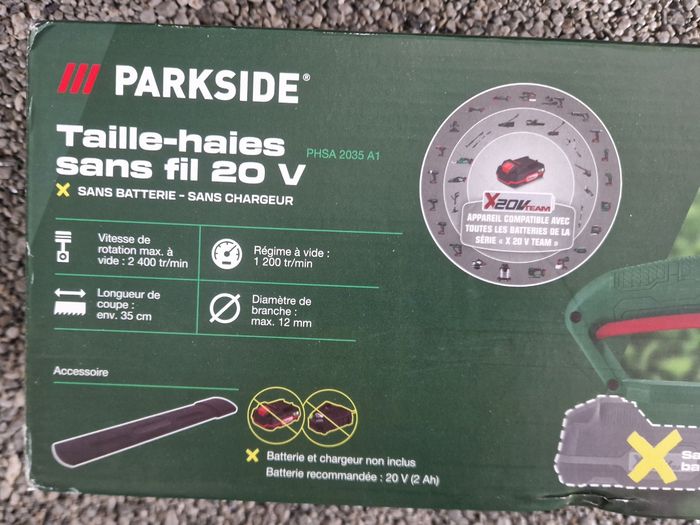 PARKSIDE®
Taille-haies
sans fil 20 V PHSA 2035 A1
SANS BATTERIE - SANS CHARGEUR
Vitesse de
rotation max. à
vide : 2 400 tr/min
Régime à vide :
1 200 tr/min
Longueur de
coupe :
env. 35 cm
Diamètre de
branche :
max. 12 mm
Accessoire
Batterie et chargeur non inclus
Batterie recommandée : 20 V (2 Ah)
X20V TEAM
APPAREIL COMPATIBLE AVEC
TOUTES LES BATTERIES DE LA
SÉRIE « X 20 V TEAM »
Sa
ba